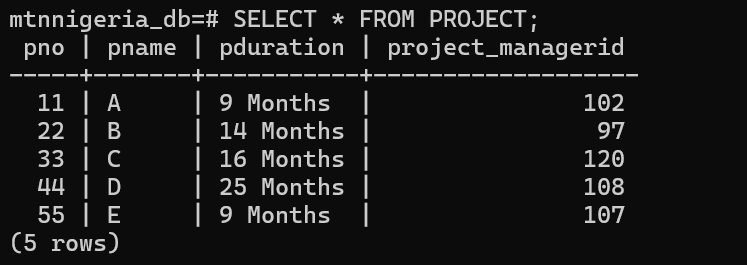 mtnnigeria_db=# SELECT * FROM PROJECT;
 pno | pname | pduration  | project_managerid
-----+-------+------------+-------------------
  11 | A     | 9 Months   |               102
  22 | B     | 14 Months  |                97
  33 | C     | 16 Months  |               120
  44 | D     | 25 Months  |               108
  55 | E     | 9 Months   |               107
(5 rows)